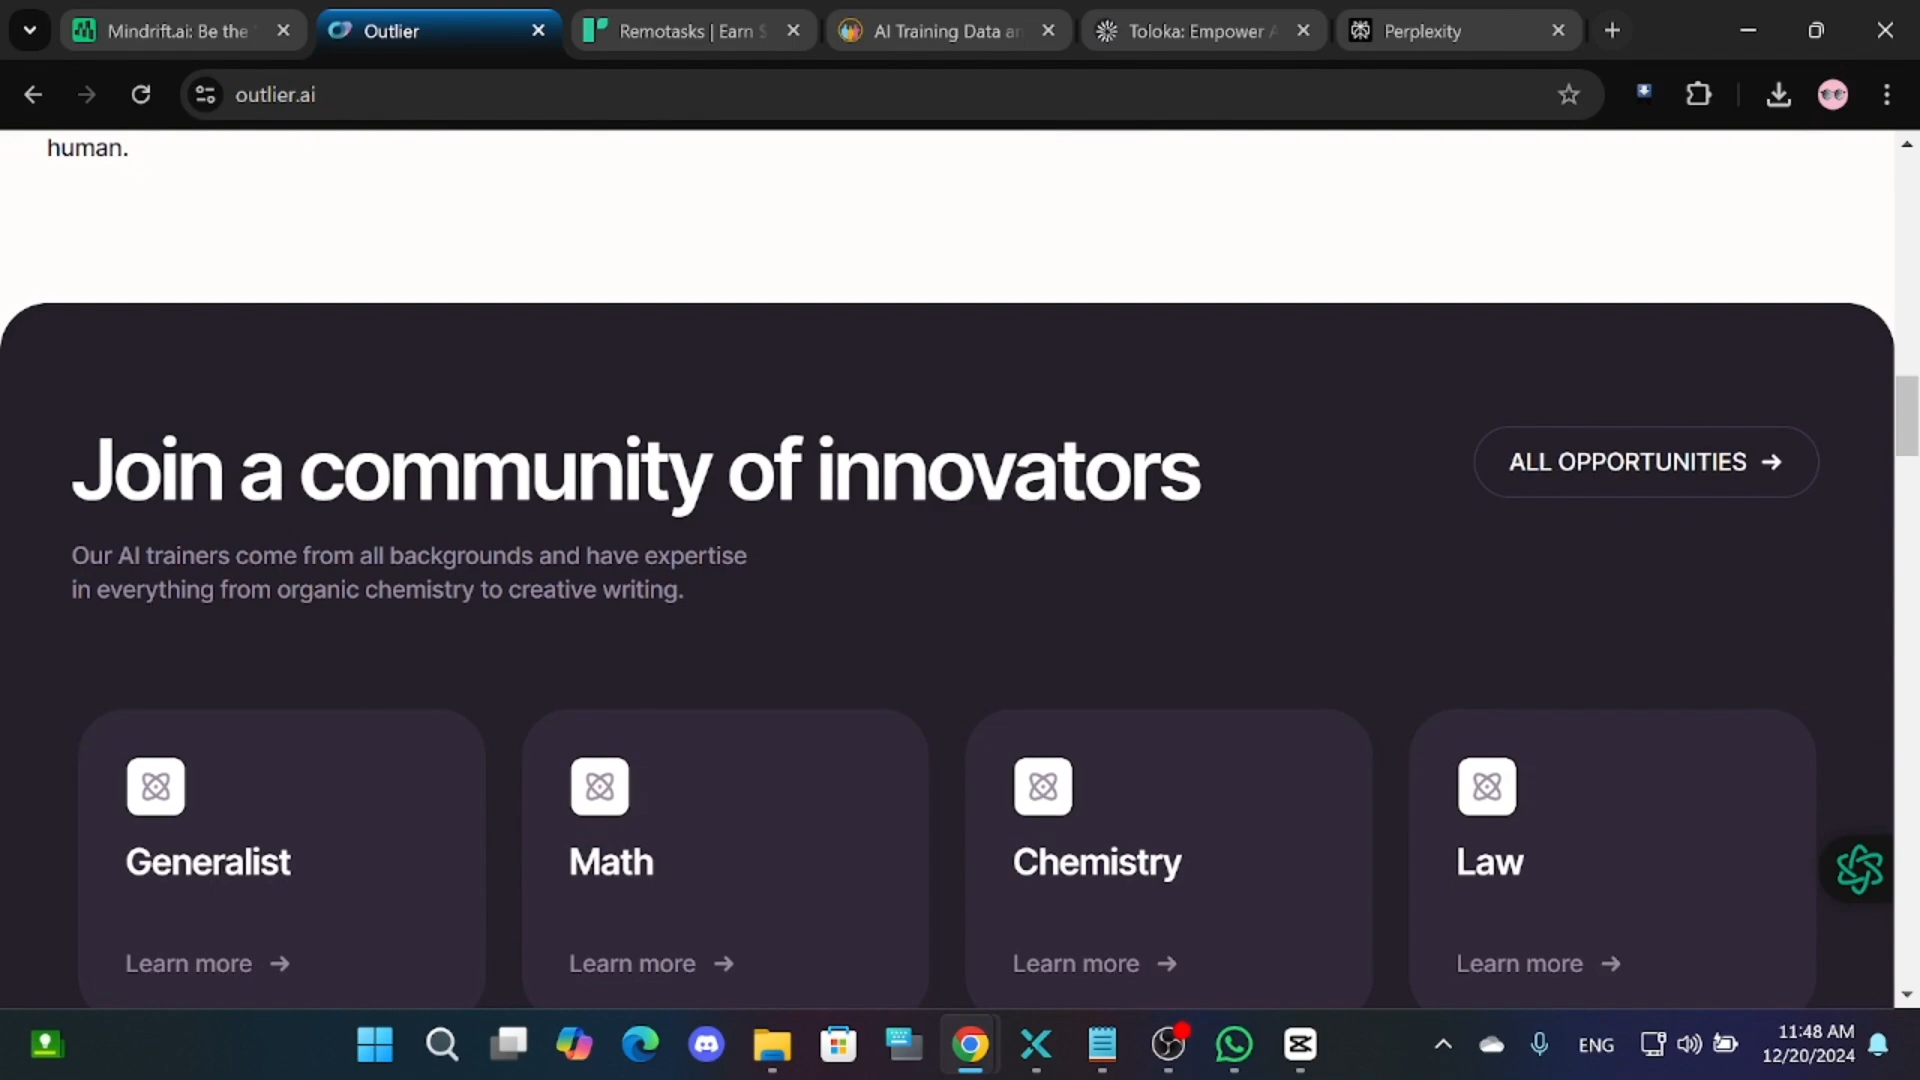 Mindrift.ai: Be the
Outlier
Remotasks | Earn $
AI Training Data an
Toloka: Empower A
Perplexity
outlier.ai
human.
Join a community of innovators
ALL OPPORTUNITIES →
Our AI trainers come from all backgrounds and have expertise
in everything from organic chemistry to creative writing.
Generalist
Math
Chemistry
Law
Learn more →
Learn more →
Learn more →
Learn more →
ENG
11:48 AM
12/20/2024